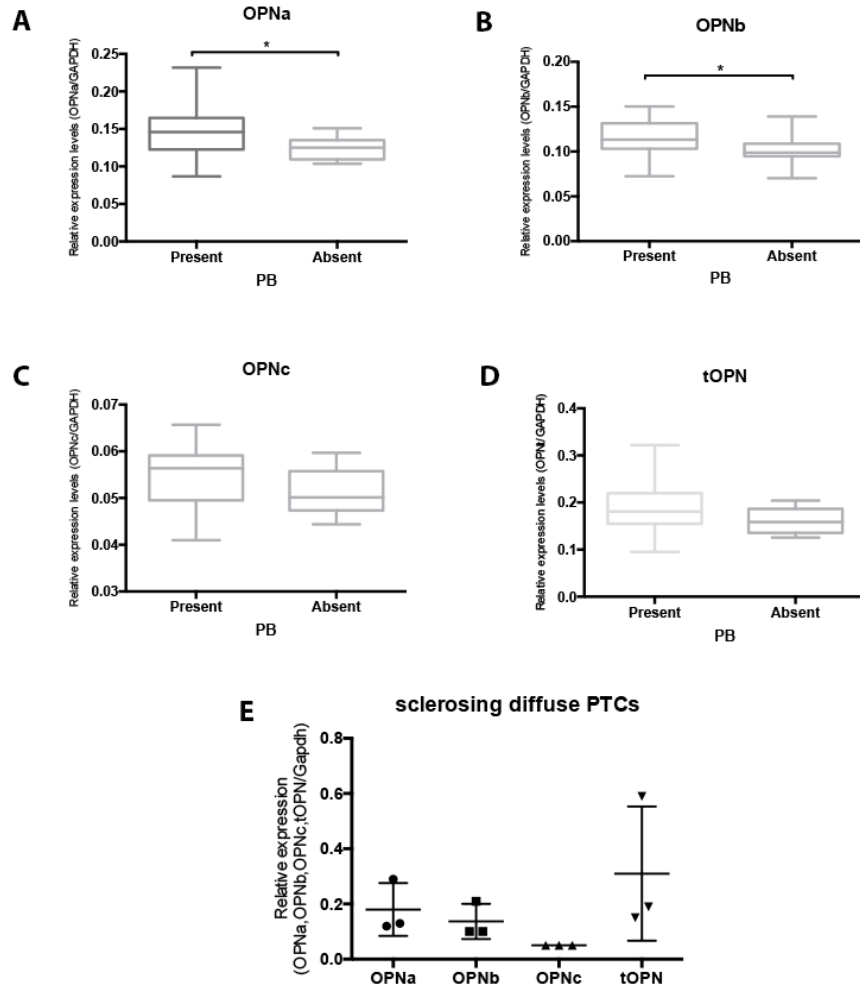 A
OPNa
Relative expression levels (OPNa/GAPDH)
0.25
0.20
0.15
0.10
0.05
0.00
*
Present
Absent
PB
B
OPNb
Relative expression levels (OPNb/GAPDH)
0.20
0.15
0.10
0.05
0.00
*
Present
Absent
PB
C
OPNc
Relative expression levels (OPNc/GAPDH)
0.07
0.06
0.05
0.04
0.03
Present
Absent
PB
D
tOPN
Relative expression levels (OPNt/GAPDH)
0.4
0.3
0.2
0.1
0.0
Present
Absent
PB
E
sclerosing diffuse PTCs
Relative expression
(OPNa,OPNb,OPNc,tOPN/Gapdh)
0.8
0.6
0.4
0.2
0.0
OPNa
OPNb
OPNc
tOPN